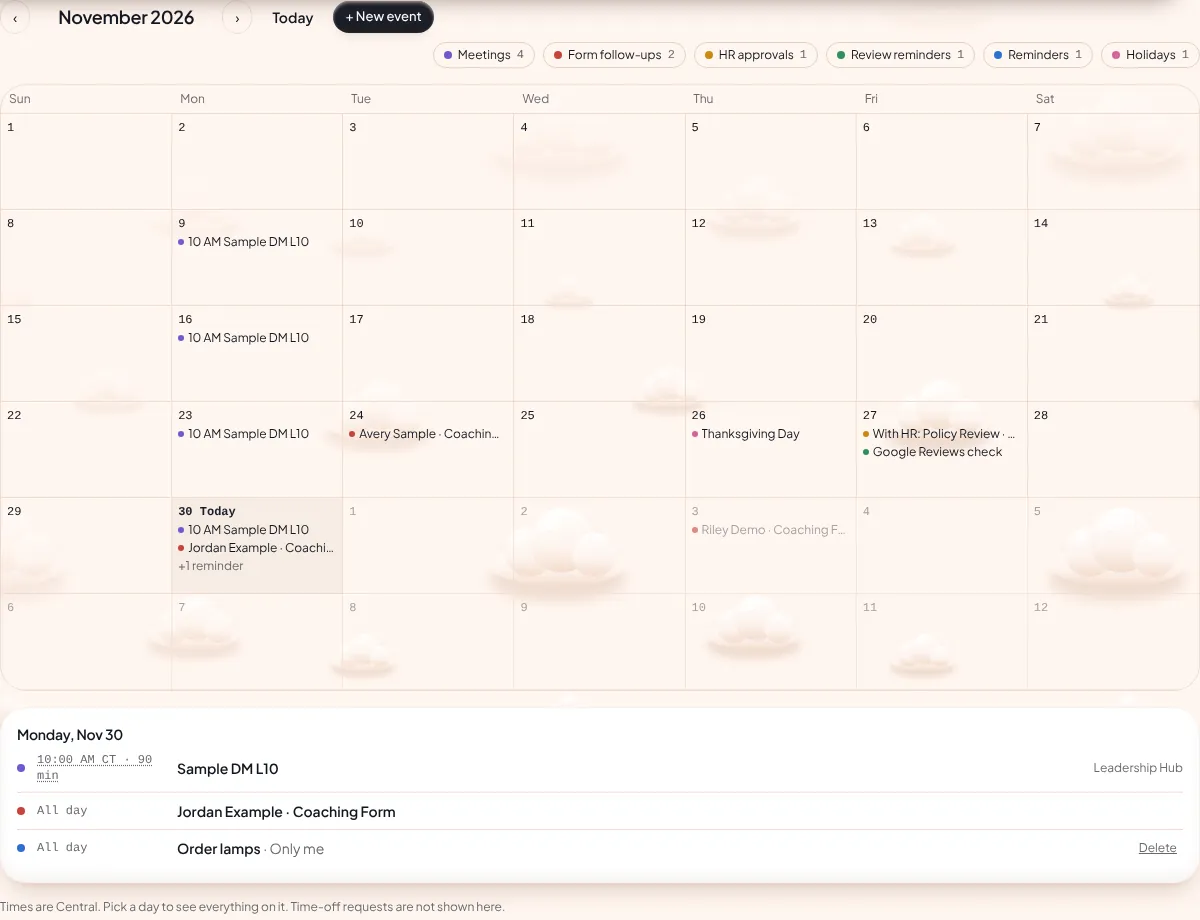 ‹ November 2026 › Today + New event
Meetings 4 Form follow-ups 2 HR approvals 1 Review reminders 1 Reminders 1 Holidays 1
Sun Mon Tue Wed Thu Fri Sat
1 2 3 4 5 6 7
8 9 10 11 12 13 14
10 AM Sample DM L10
15 16 17 18 19 20 21
10 AM Sample DM L10
22 23 24 25 26 27 28
10 AM Sample DM L10 Avery Sample · Coachin… Thanksgiving Day With HR: Policy Review · …
Google Reviews check
29 30 Today 1 2 3 4 5
10 AM Sample DM L10 Riley Demo · Coaching F…
Jordan Example · Coachi…
+1 reminder
6 7 8 9 10 11 12
Monday, Nov 30
10:00 AM CT · 90
min
Sample DM L10 Leadership Hub
All day Jordan Example · Coaching Form
All day Order lamps · Only me Delete
Times are Central. Pick a day to see everything on it. Time-off requests are not shown here.